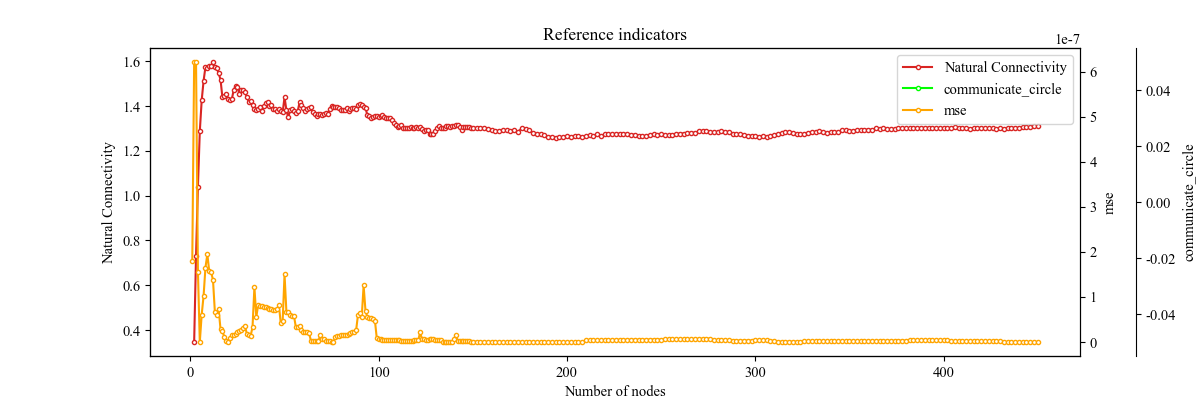 Reference indicators
1e-7
Natural Connectivity
communicate_circle
mse
1.6
1.4
1.2
1.0
0.8
0.6
0.4
Natural Connectivity
6
5
4
3
2
1
0
mse
0.04
0.02
0.00
-0.02
-0.04
communicate_circle
0
100
200
300
400
Number of nodes